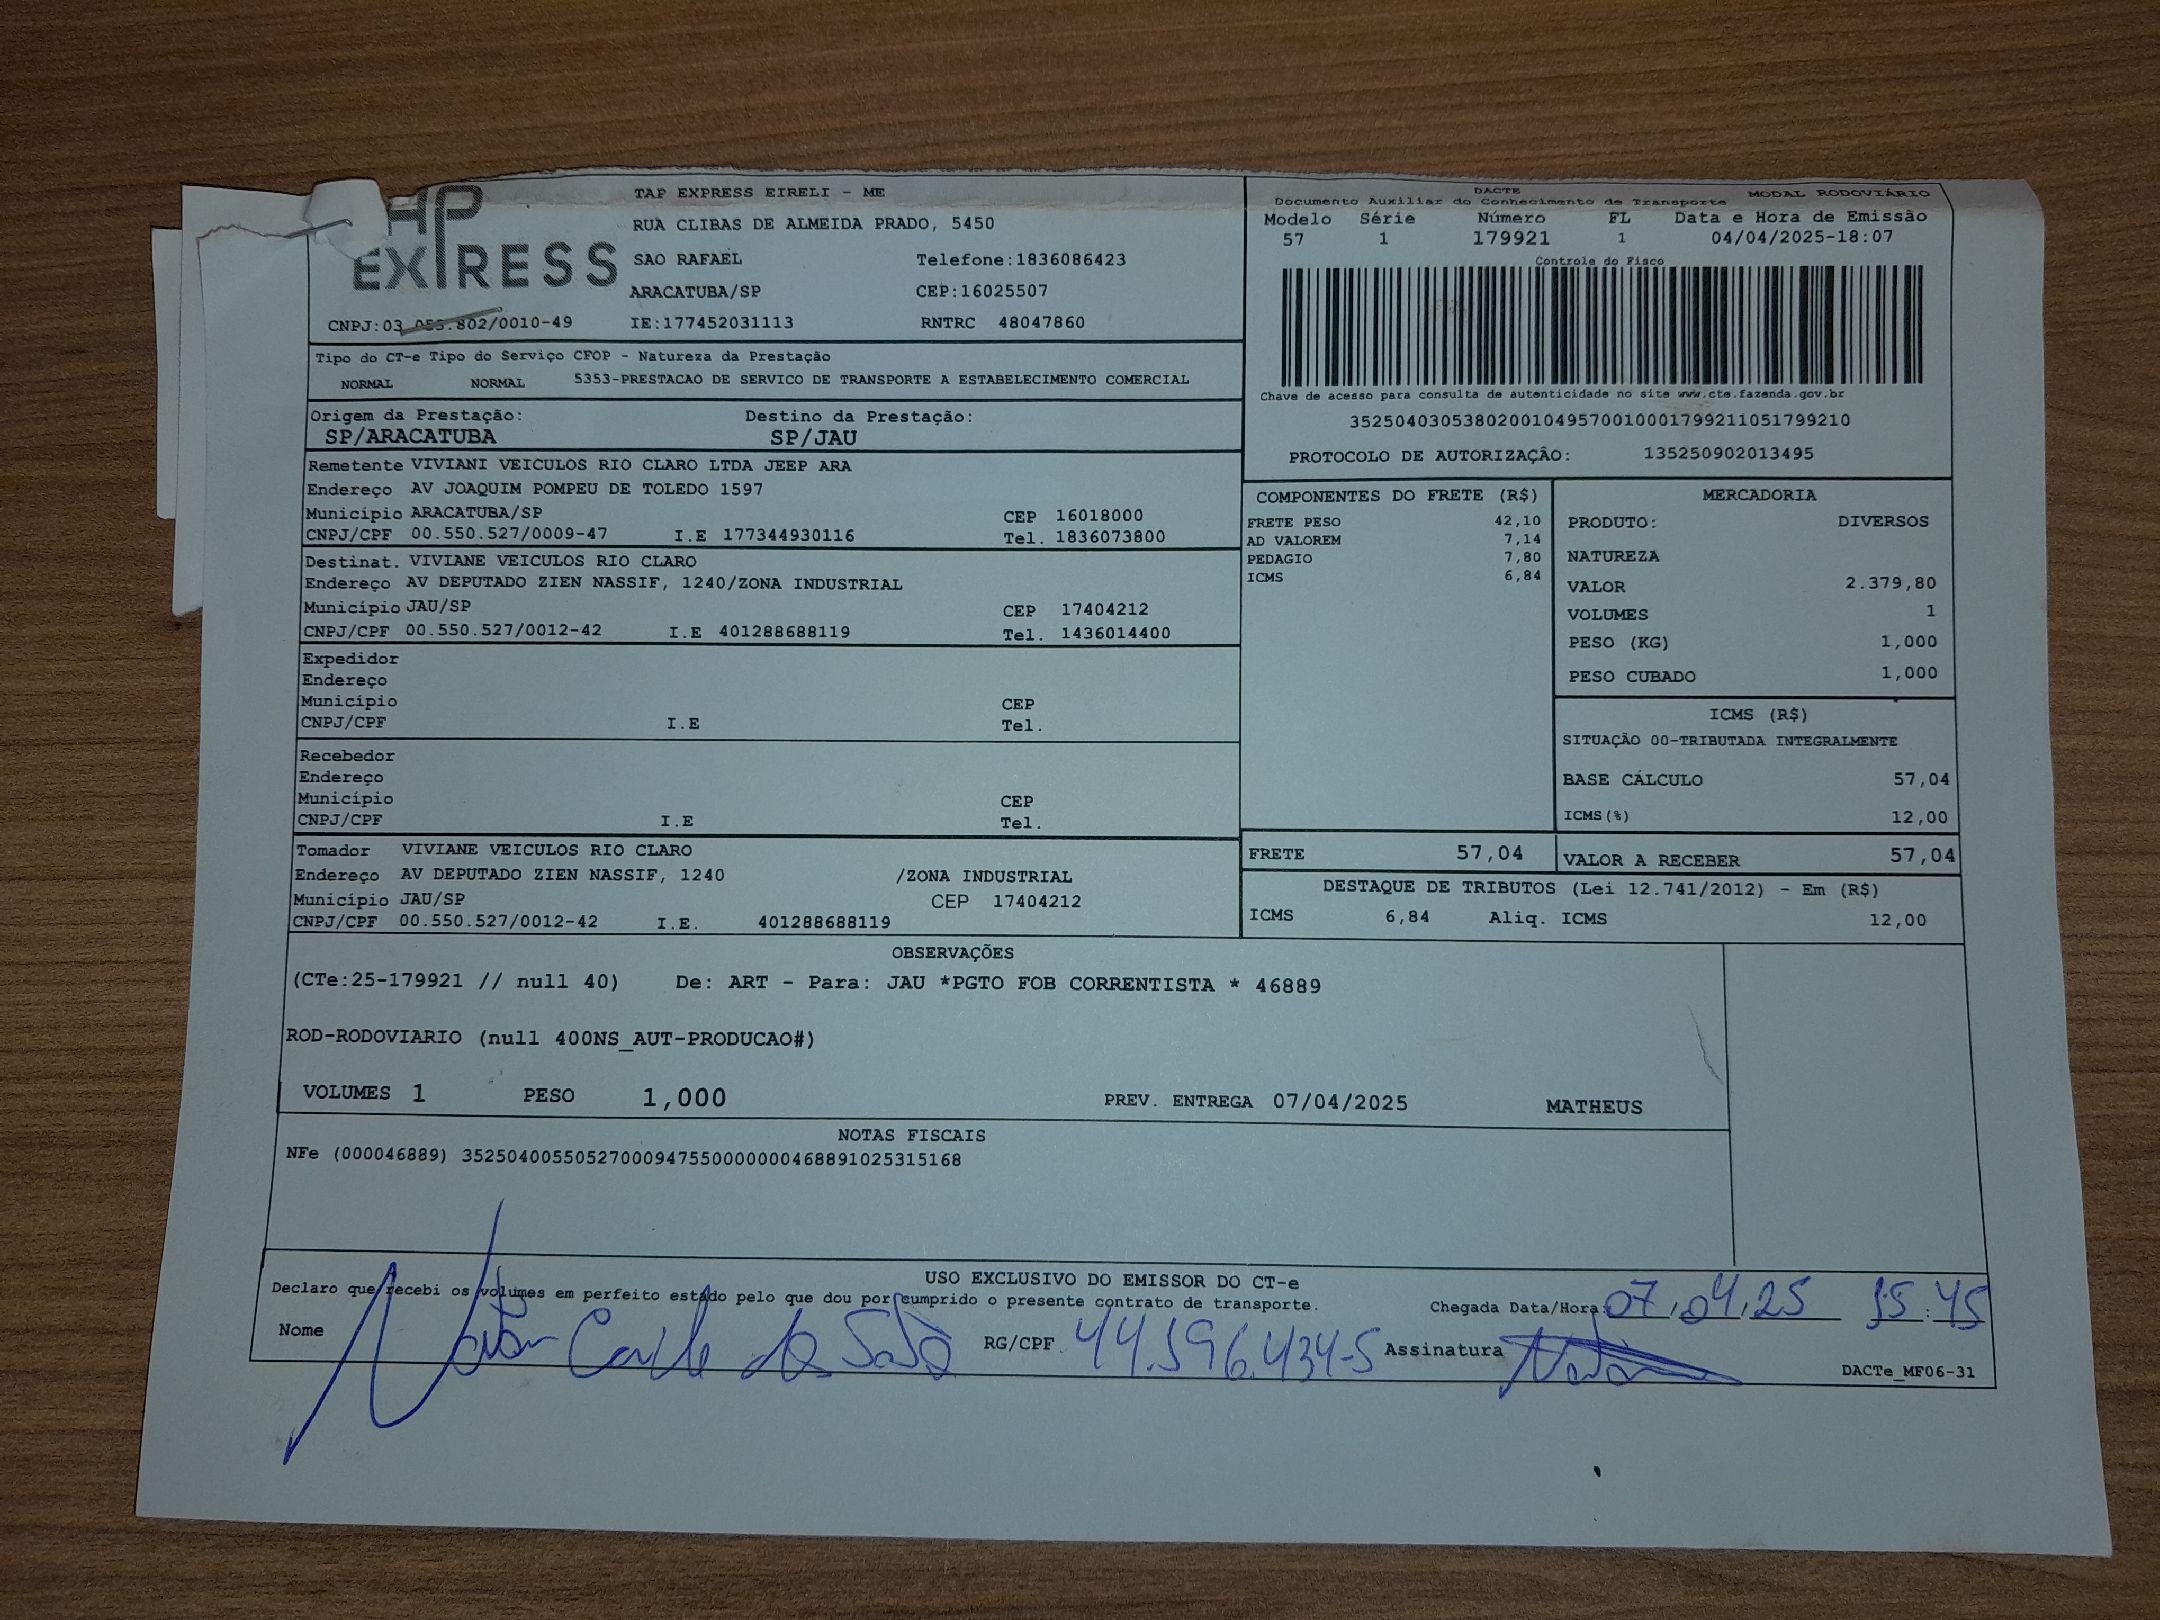 TAP EXPRESS EIRELI - ME
RUA CLIBAS DE ALMEIDA PRADO, 5450
EXPRESS
SAO RAFAEL Telefone:1836086423
ARACATUBA/SP CEP:16025507
CNPJ:03.053.802/0010-49 IE:177452031113 RNTRC 48047860
DACTE MODAL RODOVIÁRIO
Documento Auxiliar do Conhecimento de Transporte
Modelo Série Número FL Data e Hora de Emissão
57 1 179921 1 04/04/2025-18:07
Controle do Fisco
Chave de acesso para consulta de autenticidade no site www.cte.fazenda.gov.br
35250403053802001049570010001799211051799210
PROTOCOLO DE AUTORIZAÇÃO: 135250902013495
Tipo do CT-e Tipo do Serviço CFOP - Natureza da Prestação
NORMAL NORMAL 5353-PRESTACAO DE SERVICO DE TRANSPORTE A ESTABELECIMENTO COMERCIAL
Origem da Prestação: Destino da Prestação:
SP/ARACATUBA SP/JAU
Remetente VIVIANI VEICULOS RIO CLARO LTDA JEEP ARA
Endereço AV JOAQUIM POMPEU DE TOLEDO 1597
Município ARACATUBA/SP CEP 16018000
CNPJ/CPF 00.550.527/0009-47 I.E 177344930116 Tel. 1836073800
Destinat. VIVIANE VEICULOS RIO CLARO
Endereço AV DEPUTADO ZIEN NASSIF, 1240/ZONA INDUSTRIAL
Município JAU/SP CEP 17404212
CNPJ/CPF 00.550.527/0012-42 I.E 401288688119 Tel. 1436014400
Expedidor
Endereço
Município CEP
CNPJ/CPF I.E Tel.
Recebedor
Endereço
Município CEP
CNPJ/CPF I.E Tel.
Tomador VIVIANE VEICULOS RIO CLARO
Endereço AV DEPUTADO ZIEN NASSIF, 1240 /ZONA INDUSTRIAL
Município JAU/SP CEP 17404212
CNPJ/CPF 00.550.527/0012-42 I.E. 401288688119
COMPONENTES DO FRETE (R$)
FRETE PESO 42,10
AD VALOREM 7,14
PEDAGIO 7,80
ICMS 6,84
MERCADORIA
PRODUTO: DIVERSOS
NATUREZA
VALOR 2.379,80
VOLUMES 1
PESO (KG) 1,000
PESO CUBADO 1,000
ICMS (R$)
SITUAÇÃO 00-TRIBUTADA INTEGRALMENTE
BASE CÁLCULO 57,04
ICMS(%) 12,00
FRETE 57,04 VALOR A RECEBER 57,04
DESTAQUE DE TRIBUTOS (Lei 12.741/2012) - Em (R$)
ICMS 6,84 Aliq. ICMS 12,00
OBSERVAÇÕES
(CTe:25-179921 // null 40) De: ART - Para: JAU *PGTO FOB CORRENTISTA * 46889
ROD-RODOVIARIO (null 400NS_AUT-PRODUCAO#)
VOLUMES 1 PESO 1,000 PREV. ENTREGA 07/04/2025 MATHEUS
NOTAS FISCAIS
NFe (000046889) 35250400550527000947550000000468891025315168
USO EXCLUSIVO DO EMISSOR DO CT-e
Declaro que recebi os volumes em perfeito estado pelo que dou por cumprido o presente contrato de transporte.
Chegada Data/Hora: 07.04.25 15:45
Nome RG/CPF 44.596.434-5 Assinatura
DACTe_MF06-31